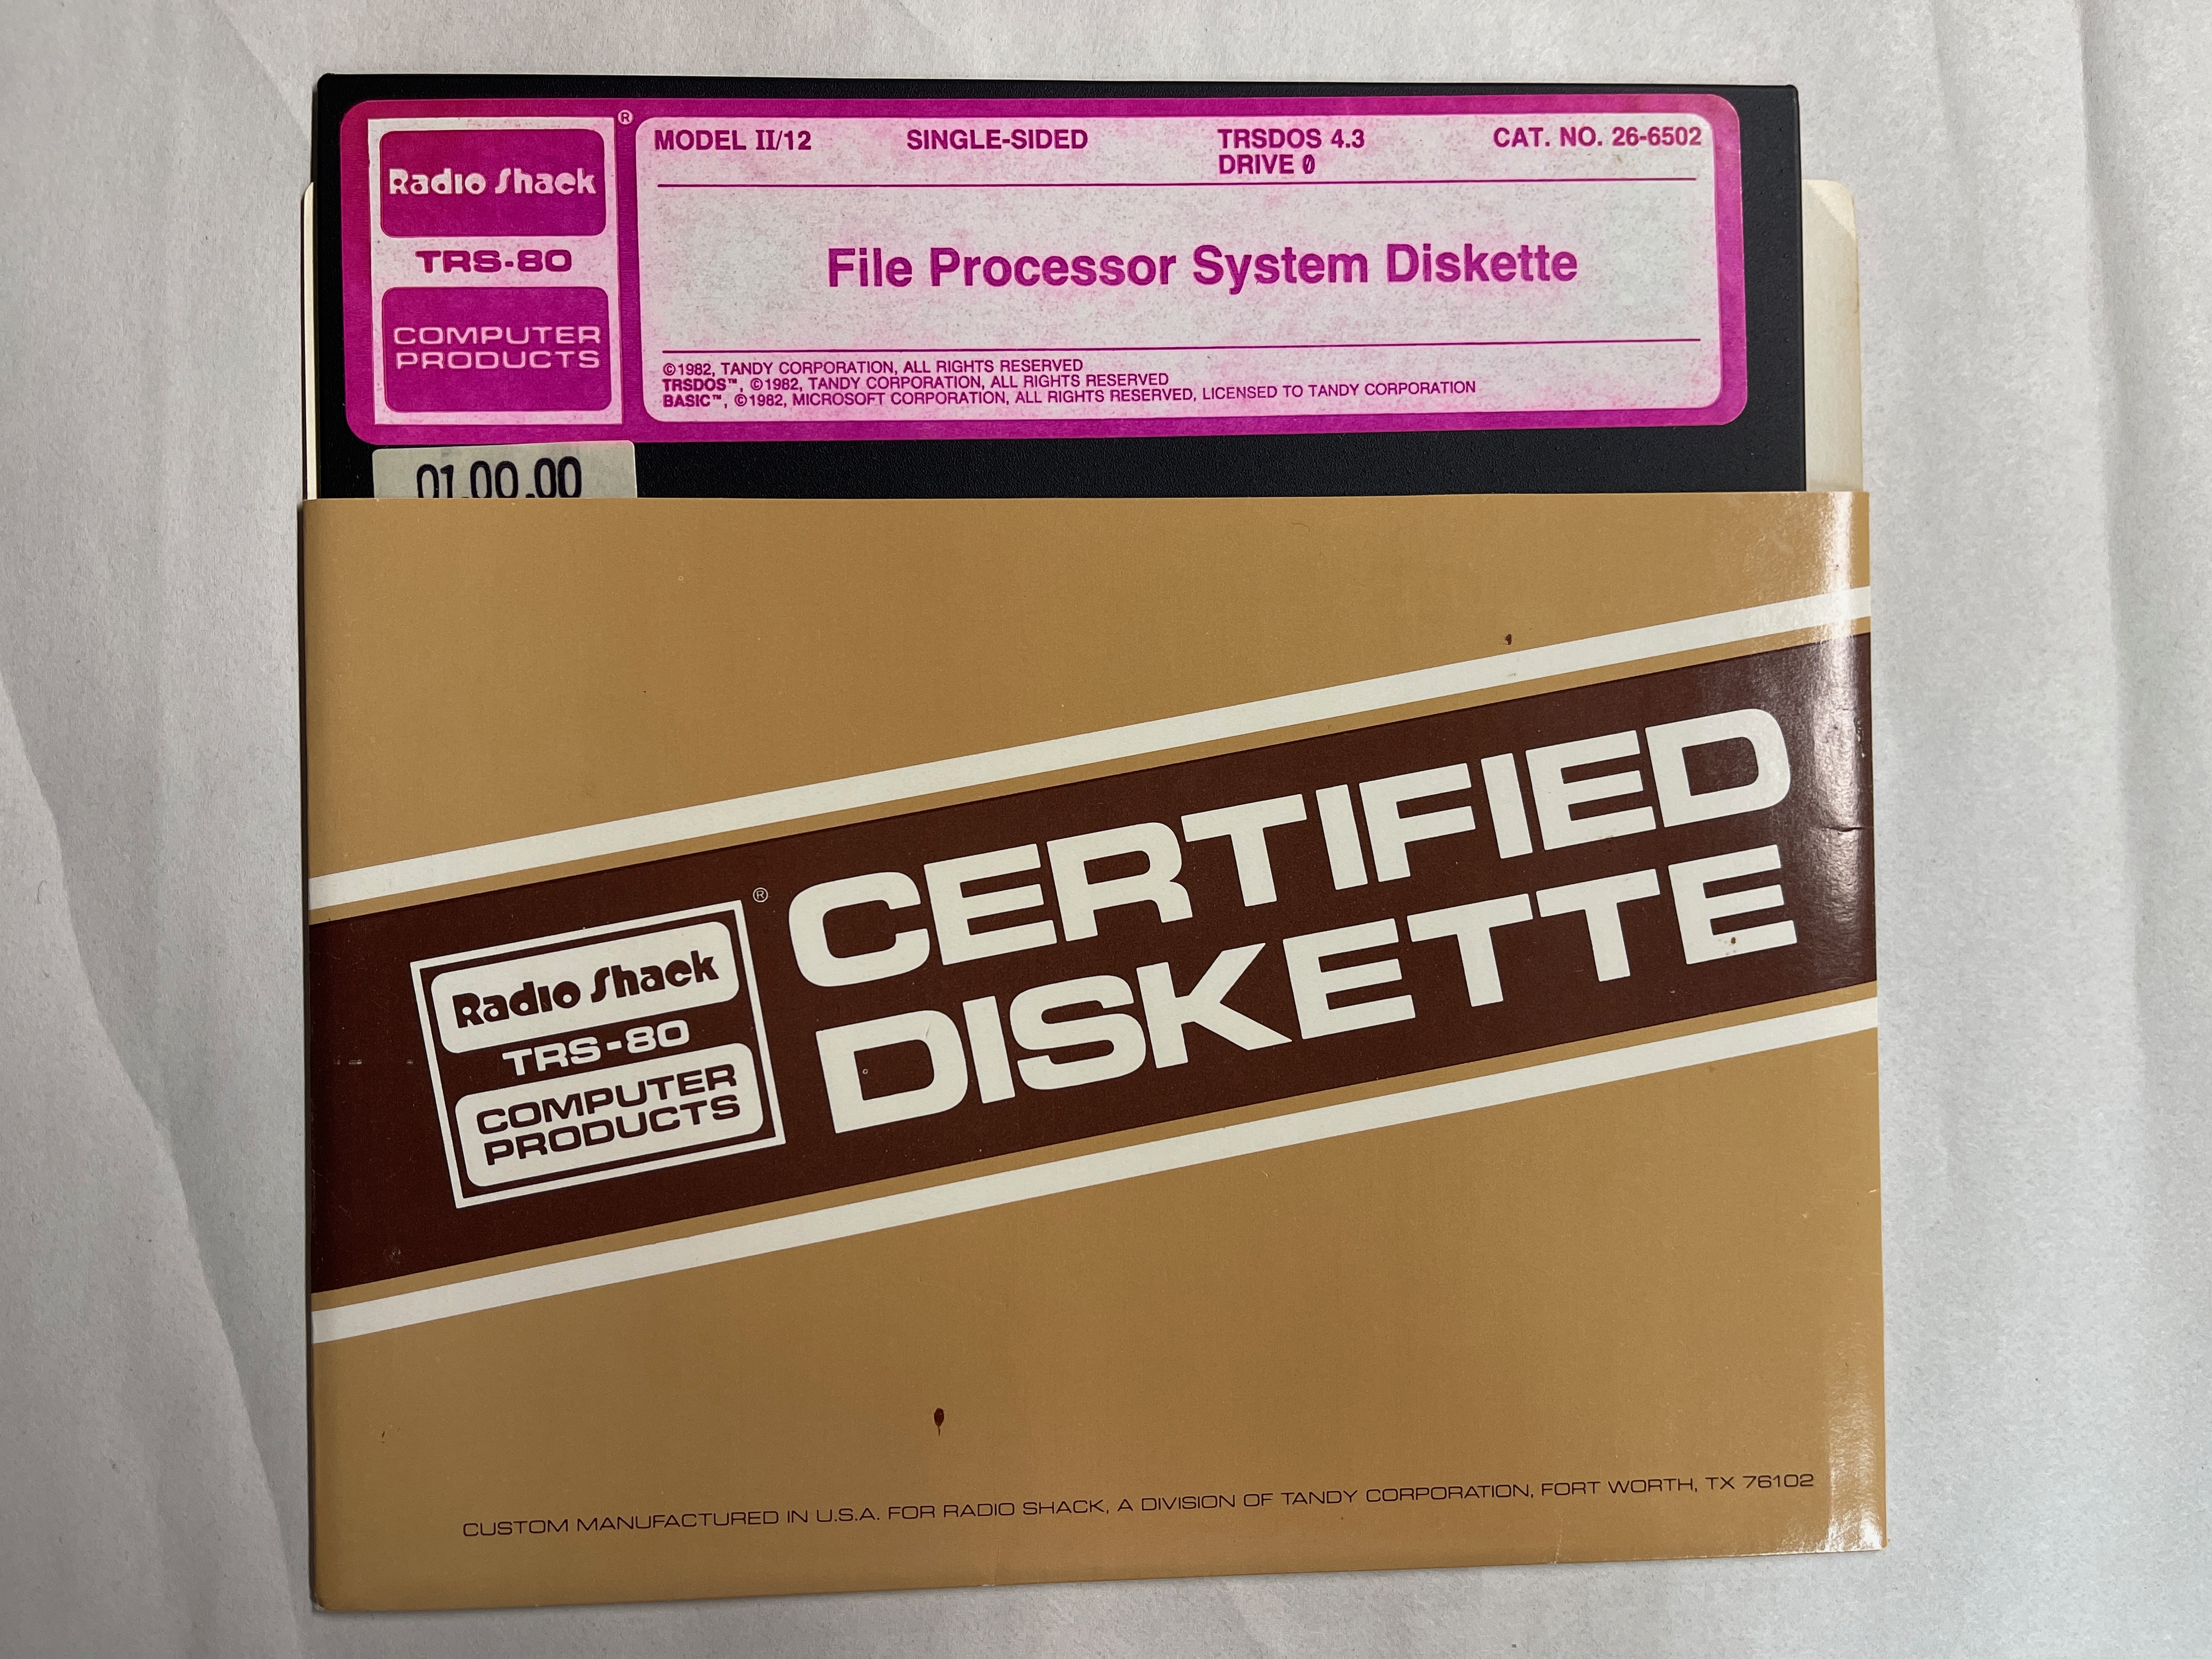 Radio Shack
®
TRS-80
COMPUTER
PRODUCTS
MODEL II/12 SINGLE-SIDED TRSDOS 4.3 CAT. NO. 26-6502
DRIVE 0
File Processor System Diskette
©1982, TANDY CORPORATION, ALL RIGHTS RESERVED
TRSDOS™, ©1982, TANDY CORPORATION, ALL RIGHTS RESERVED
BASIC™, ©1982, MICROSOFT CORPORATION, ALL RIGHTS RESERVED, LICENSED TO TANDY CORPORATION
01.00.00
Radio Shack
®
TRS-80
COMPUTER
PRODUCTS
CERTIFIED
DISKETTE
CUSTOM MANUFACTURED IN U.S.A. FOR RADIO SHACK, A DIVISION OF TANDY CORPORATION, FORT WORTH, TX 76102